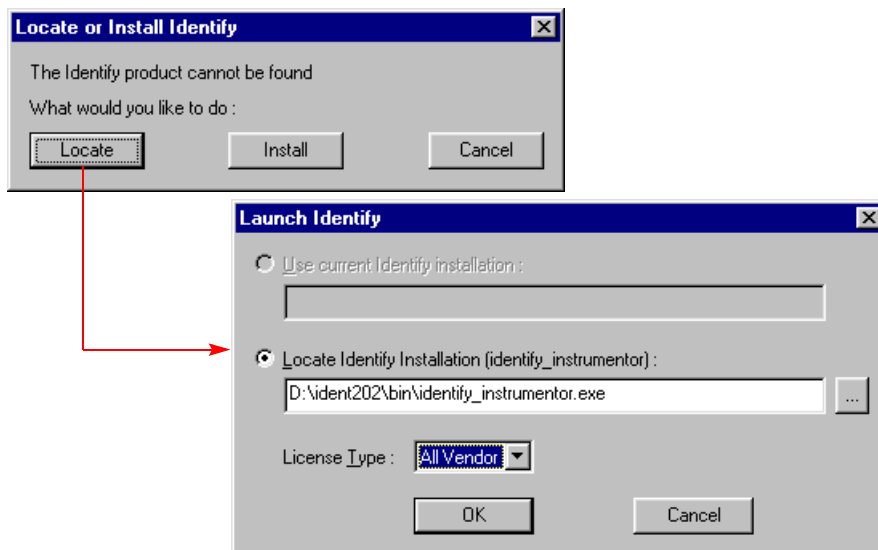 Locate or Install Identify
The Identify product cannot be found
What would you like to do :
Locate Install Cancel
Launch Identify
Use current Identify installation :
Locate Identify Installation (identify_instrumentor) :
D:\ident202\bin\identify_instrumentor.exe ...
License Type : All Vendor
OK Cancel